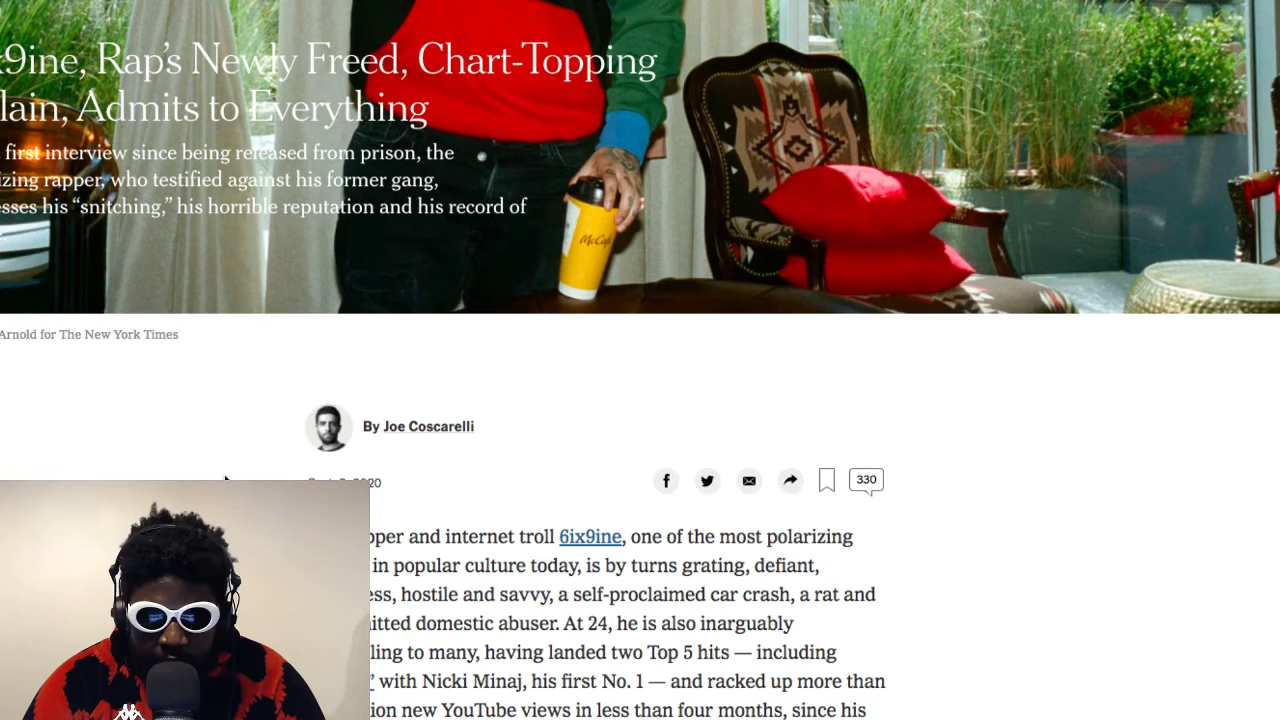 x9ine, Rap's Newly Freed, Chart-Topping
lain, Admits to Everything
first interview since being released from prison, the
izing rapper, who testified against his former gang,
esses his “snitching,” his horrible reputation and his record of
McCafé
Arnold for The New York Times
By Joe Coscarelli
330
pper and internet troll 6ix9ine, one of the most polarizing
in popular culture today, is by turns grating, defiant,
ess, hostile and savvy, a self-proclaimed car crash, a rat and
itted domestic abuser. At 24, he is also inarguably
ling to many, having landed two Top 5 hits — including
” with Nicki Minaj, his first No. 1 — and racked up more than
ion new YouTube views in less than four months, since his